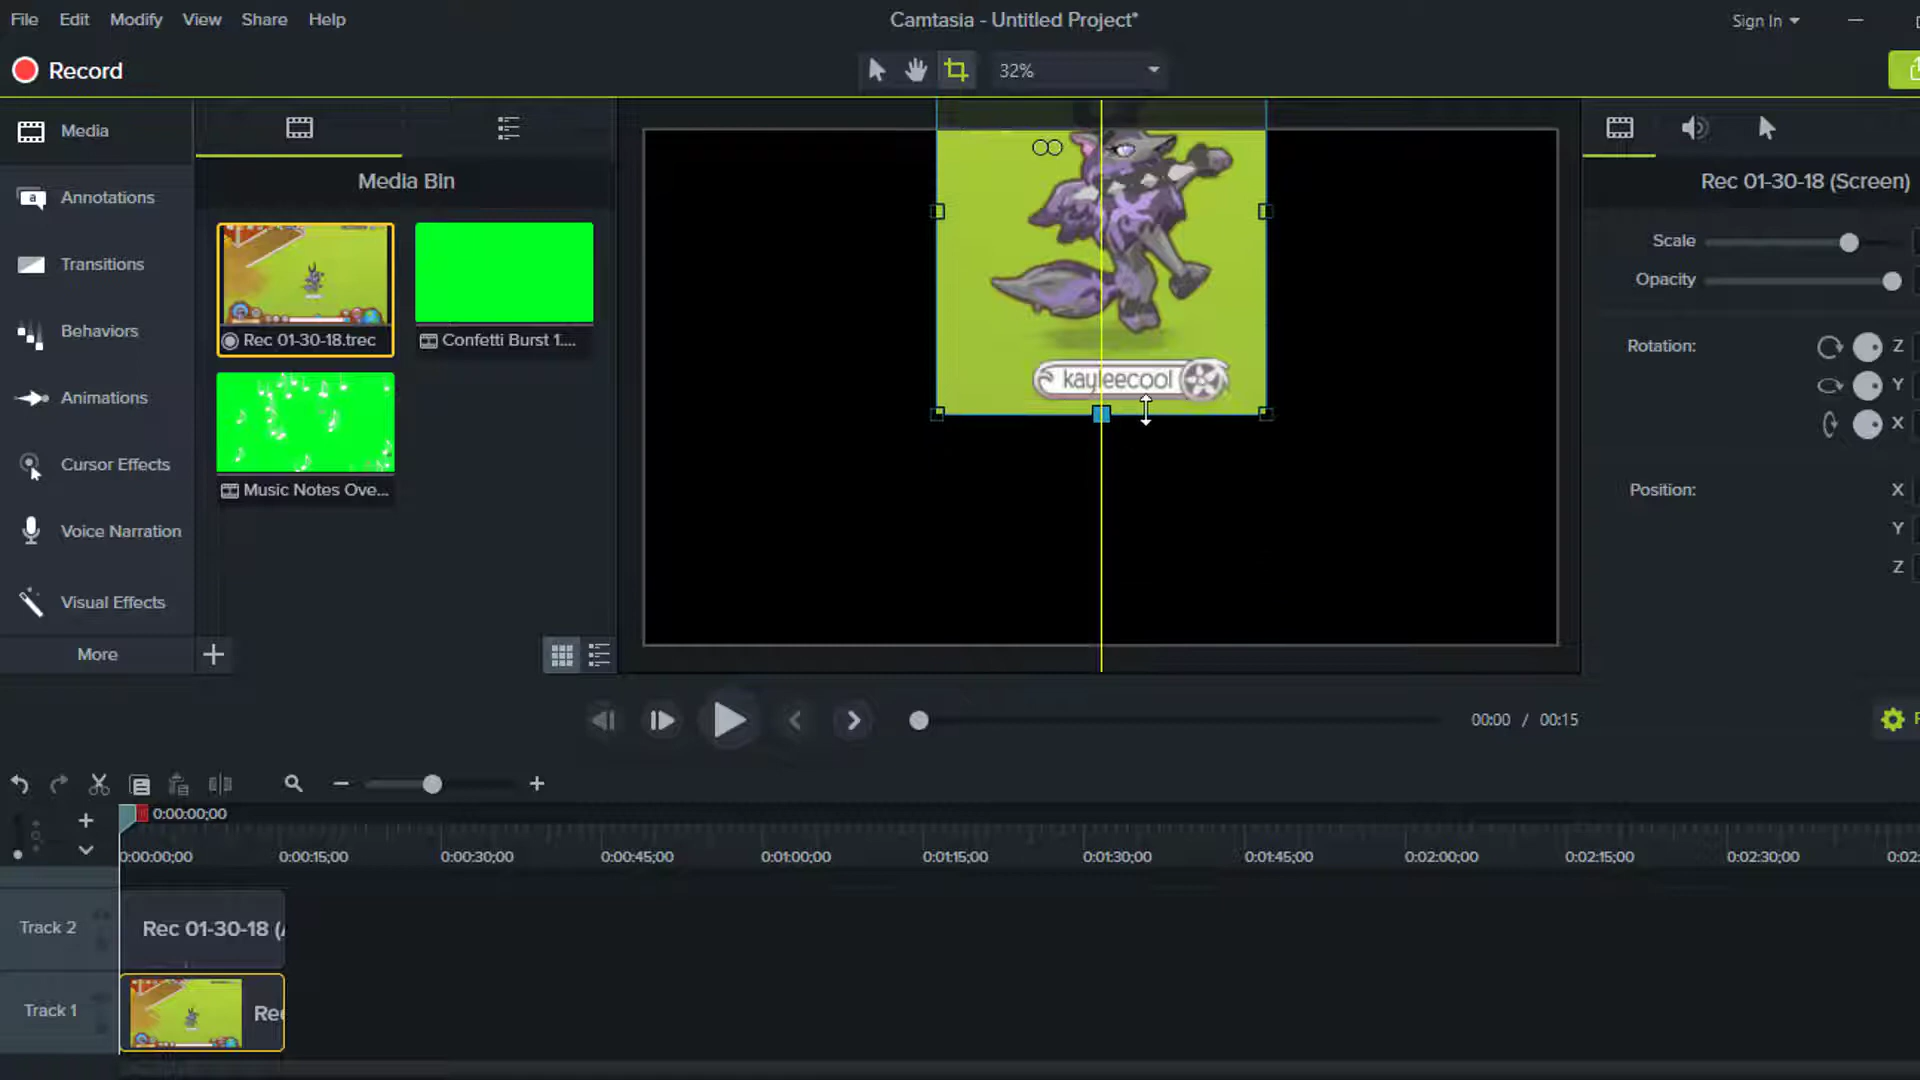 File Edit Modify View Share Help
Camtasia - Untitled Project*
Sign In
Record
32%
Media
Annotations
Transitions
Behaviors
Animations
Cursor Effects
Voice Narration
Visual Effects
More
Media Bin
Rec 01-30-18.trec
Confetti Burst 1....
Music Notes Ove...
kayleecool
Rec 01-30-18 (Screen)
Scale
Opacity
Rotation:
Z
Y
X
Position:
X
Y
Z
00:00 / 00:15
0:00:00;00
0:00:00;00 0:00:15;00 0:00:30;00 0:00:45;00 0:01:00;00 0:01:15;00 0:01:30;00 0:01:45;00 0:02:00;00 0:02:15;00 0:02:30;00 0:02:
Track 2
Rec 01-30-18 (
Track 1
Rec